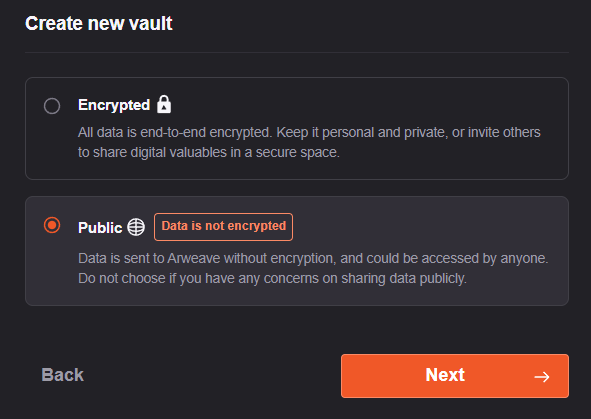 Create new vault
Encrypted
All data is end-to-end encrypted. Keep it personal and private, or invite others
to share digital valuables in a secure space.
Public Data is not encrypted
Data is sent to Arweave without encryption, and could be accessed by anyone.
Do not choose if you have any concerns on sharing data publicly.
Back Next